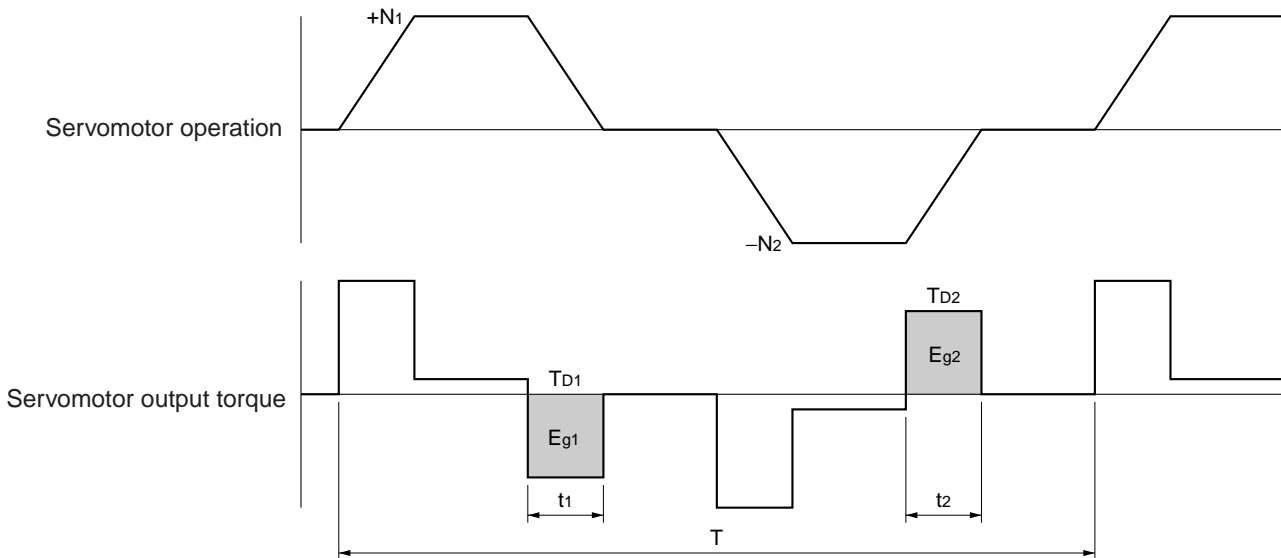 +N1
Servomotor operation
–N2
TD2
Eg2
TD1
Servomotor output torque
Eg1
t1
t2
T